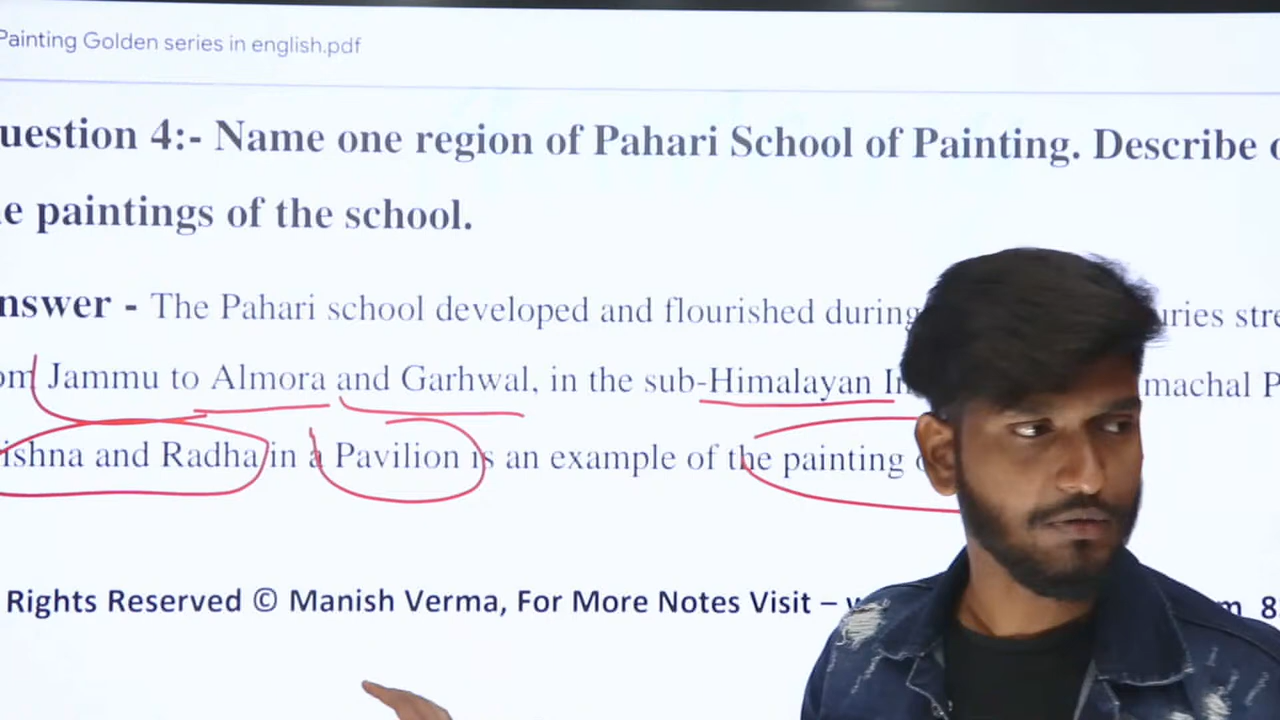 Painting Golden series in english.pdf
uestion 4:- Name one region of Pahari School of Painting. Describe
e paintings of the school.
nswer - The Pahari school developed and flourished during uries stre
om Jammu to Almora and Garhwal, in the sub-Himalayan In machal P
ishna and Radha in a Pavilion is an example of the painting
Rights Reserved © Manish Verma, For More Notes Visit – w m 8